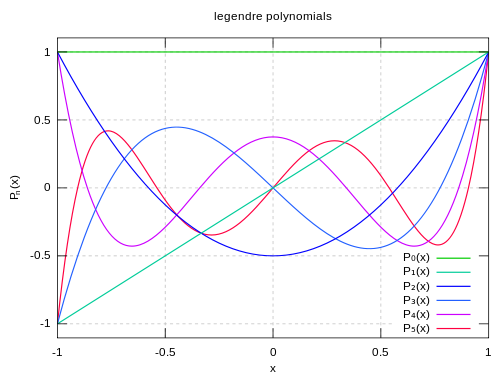 legendre polynomials
1
0.5
0
-0.5
-1
Pₙ(x)
P₀(x)
P₁(x)
P₂(x)
P₃(x)
P₄(x)
P₅(x)
-1 -0.5 0 0.5 1
x